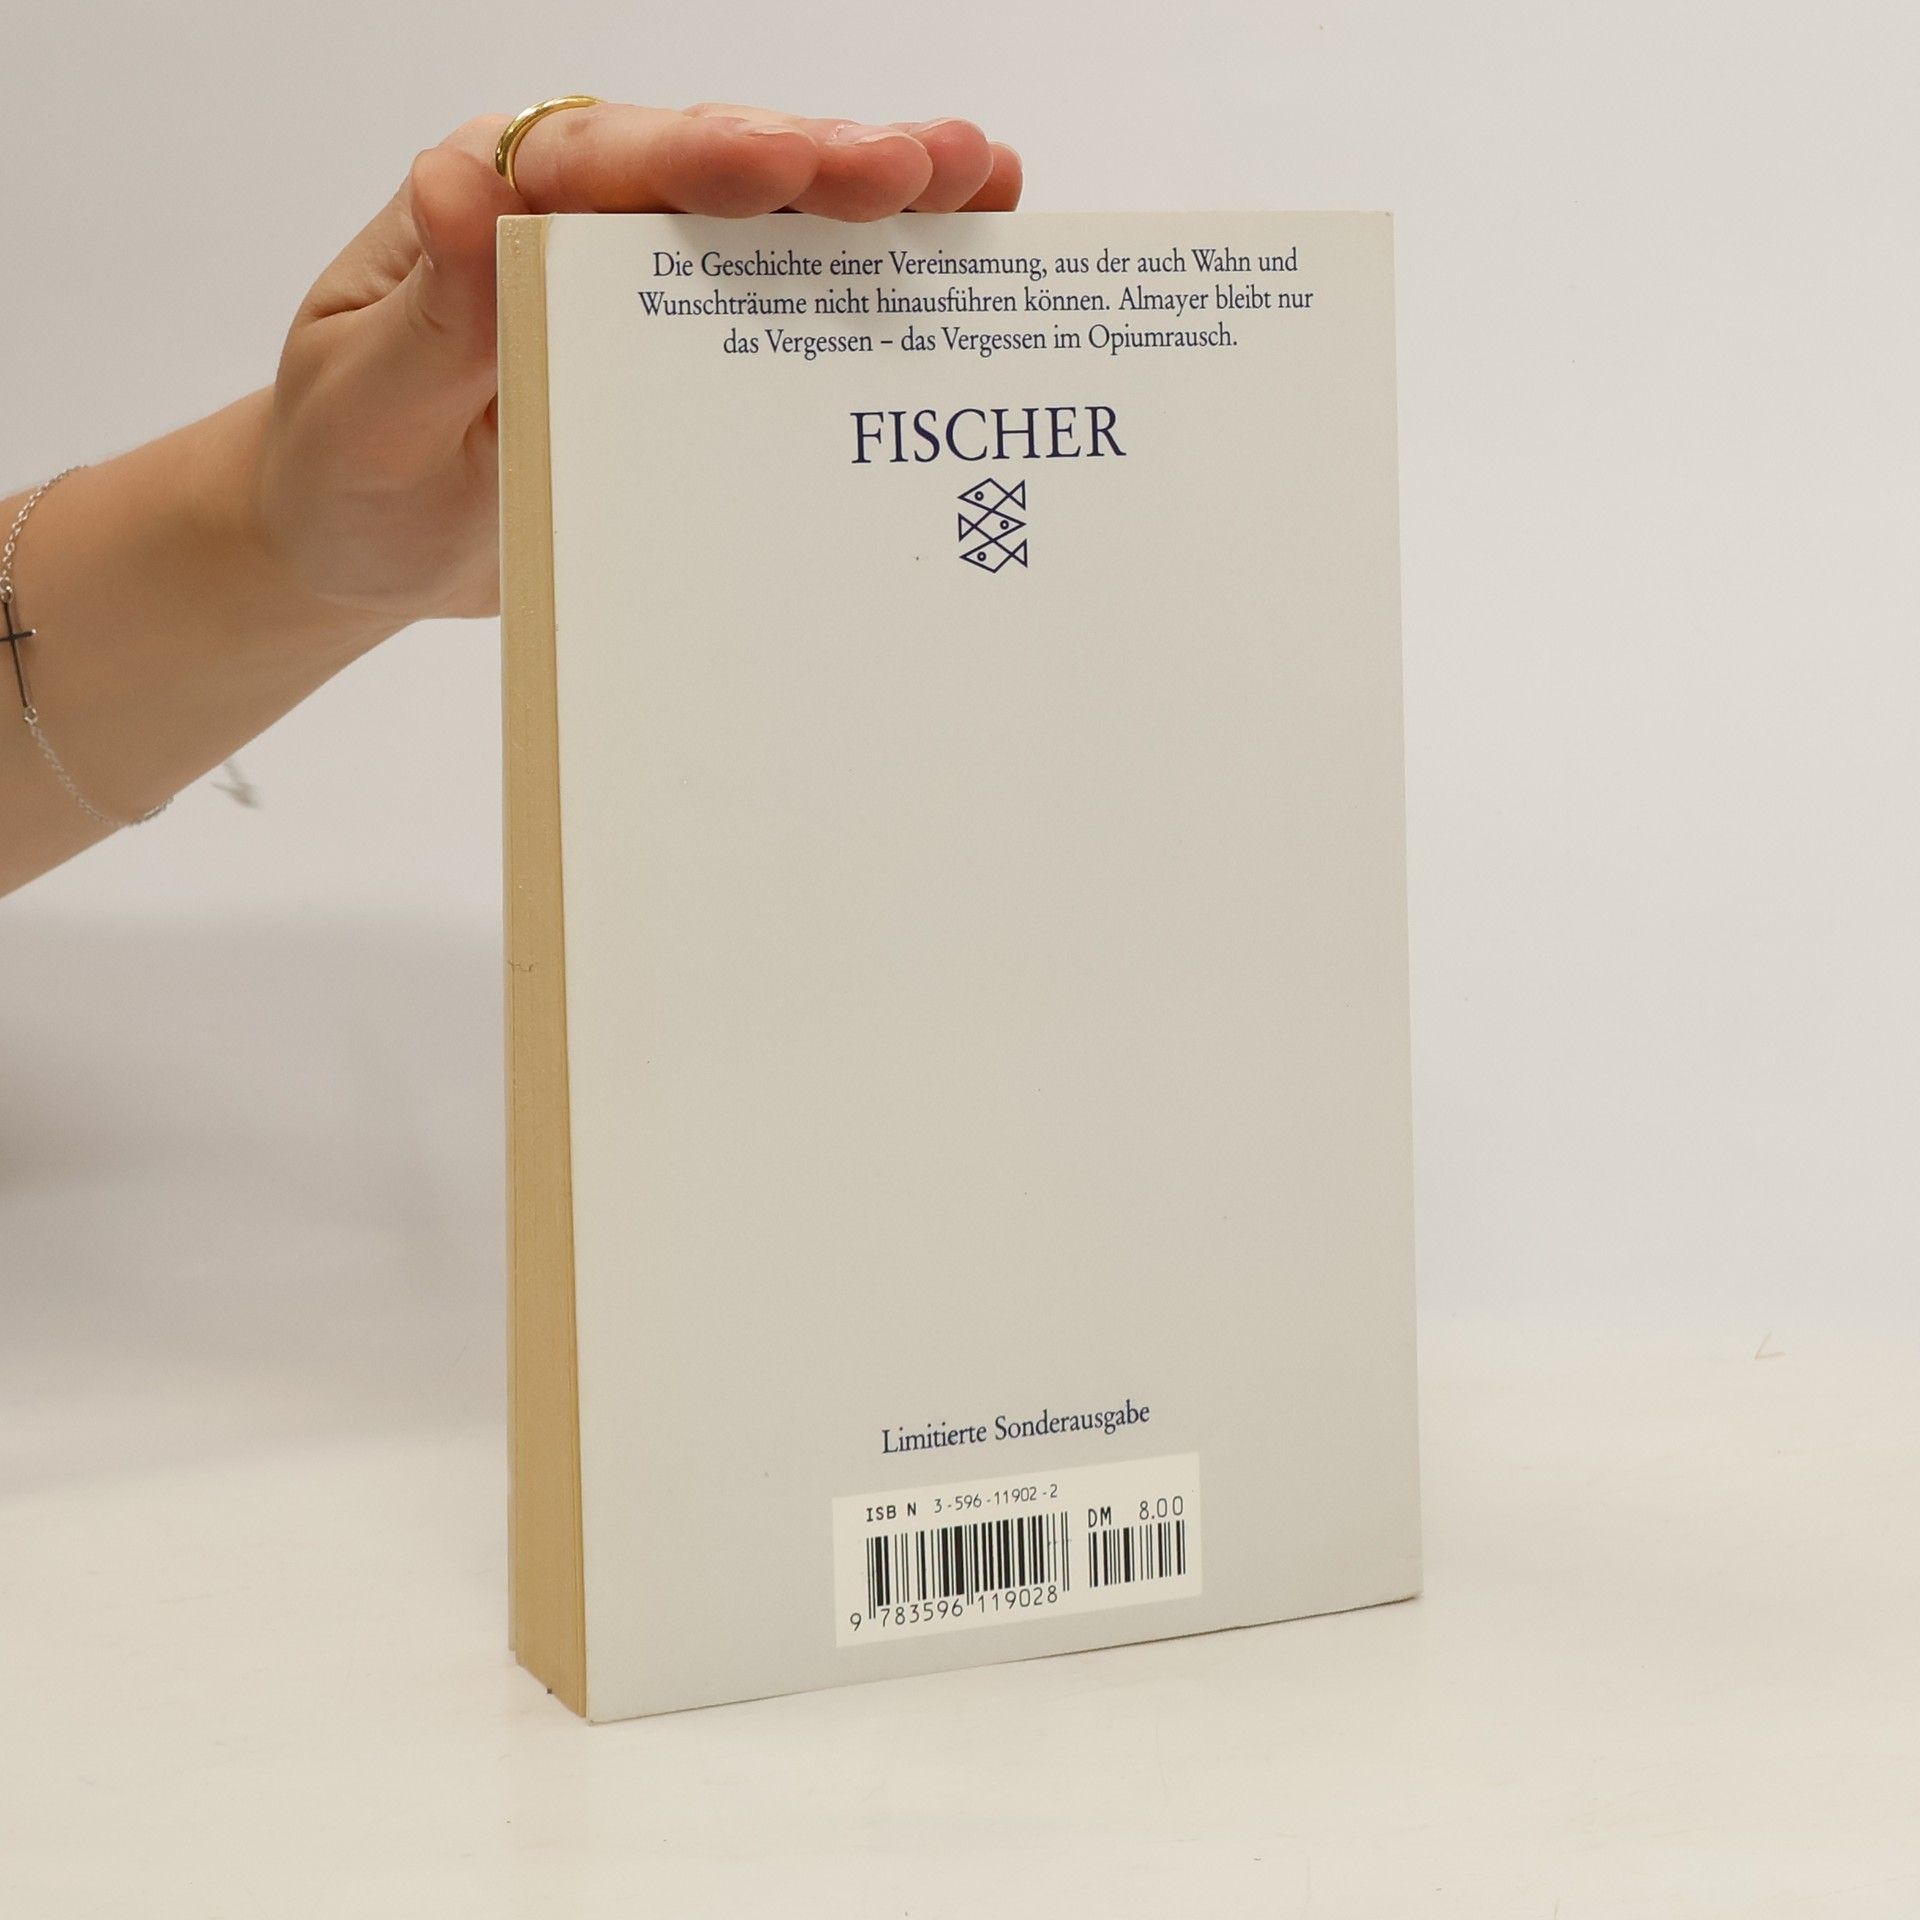 Die Geschichte einer Vereinsamung, aus der auch Wahn und
Wunschträume nicht hinausführen können. Almayer bleibt nur
das Vergessen – das Vergessen im Opiumrausch.
FISCHER
Limitierte Sonderausgabe
ISBN 3-596-11902-2
DM 8.00
9 783596 119028